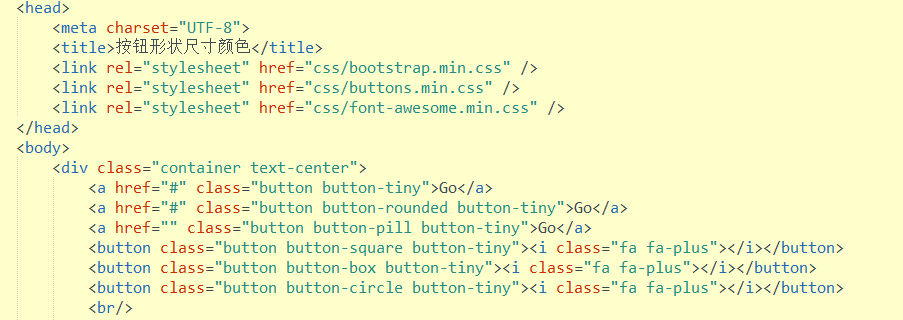 <head>
<meta charset="UTF-8">
<title>按钮形状尺寸颜色</title>
<link rel="stylesheet" href="css/bootstrap.min.css" />
<link rel="stylesheet" href="css/buttons.min.css" />
<link rel="stylesheet" href="css/font-awesome.min.css" />
</head>
<body>
<div class="container text-center">
<a href="#" class="button button-tiny">Go</a>
<a href="#" class="button button-rounded button-tiny">Go</a>
<a href="" class="button button-pill button-tiny">Go</a>
<button class="button button-square button-tiny"><i class="fa fa-plus"></i></button>
<button class="button button-box button-tiny"><i class="fa fa-plus"></i></button>
<button class="button button-circle button-tiny"><i class="fa fa-plus"></i></button>
<br/>